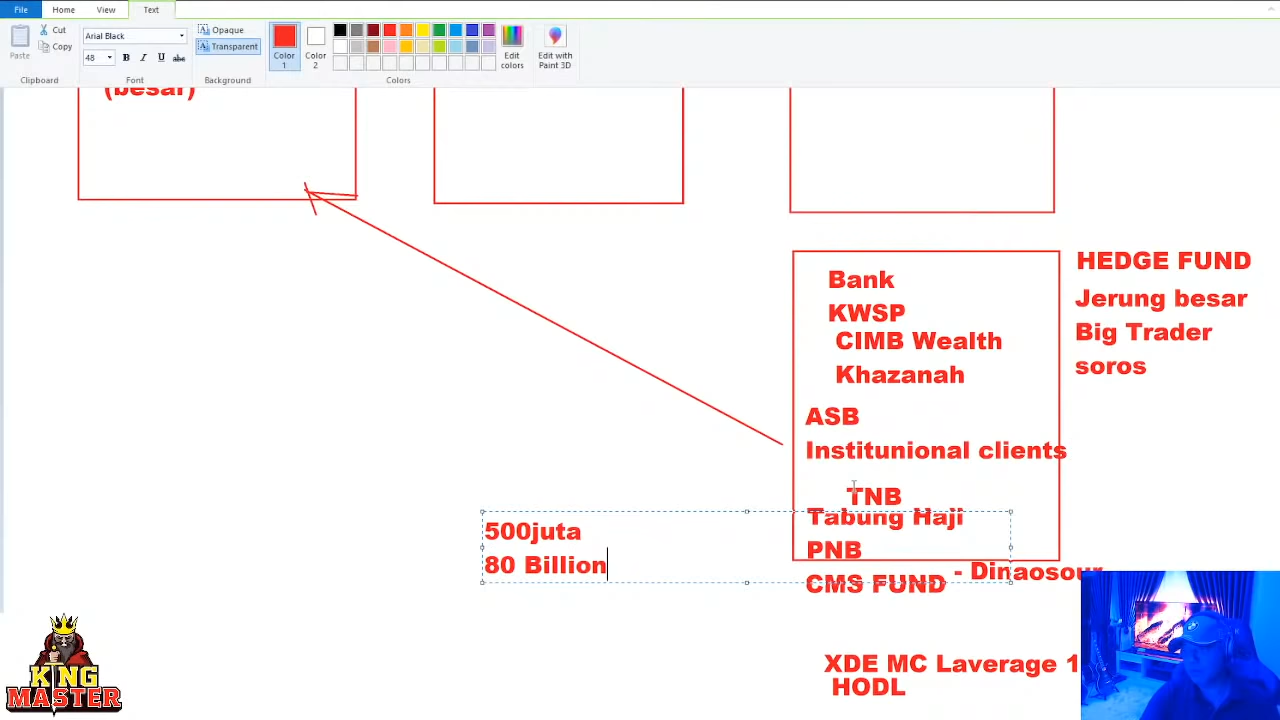 File Home View Text
Paste
Cut
Copy
Clipboard
Arial Black
48 B I U abc
Font
Opaque
Transparent
Background
Color 1
Color 2
Edit colors
Colors
Edit with Paint 3D
(besar)
Bank
KWSP
CIMB Wealth
Khazanah
ASB
Institunional clients
TNB
Tabung Haji
PNB
CMS FUND
- Dinaosour
HEDGE FUND
Jerung besar
Big Trader
soros
500juta
80 Billion
XDE MC Laverage 1
HODL
KING
MASTER